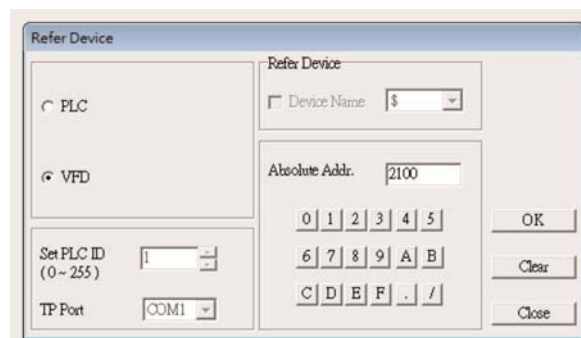 Refer Device
PLC
VFD
Set PLC ID
(0 ~ 255)
1
TP Port
COM1
Refer Device
Device Name
$
Absolute Addr.
2100
0 1 2 3 4 5
6 7 8 9 A B
C D E F . /
OK
Clear
Close